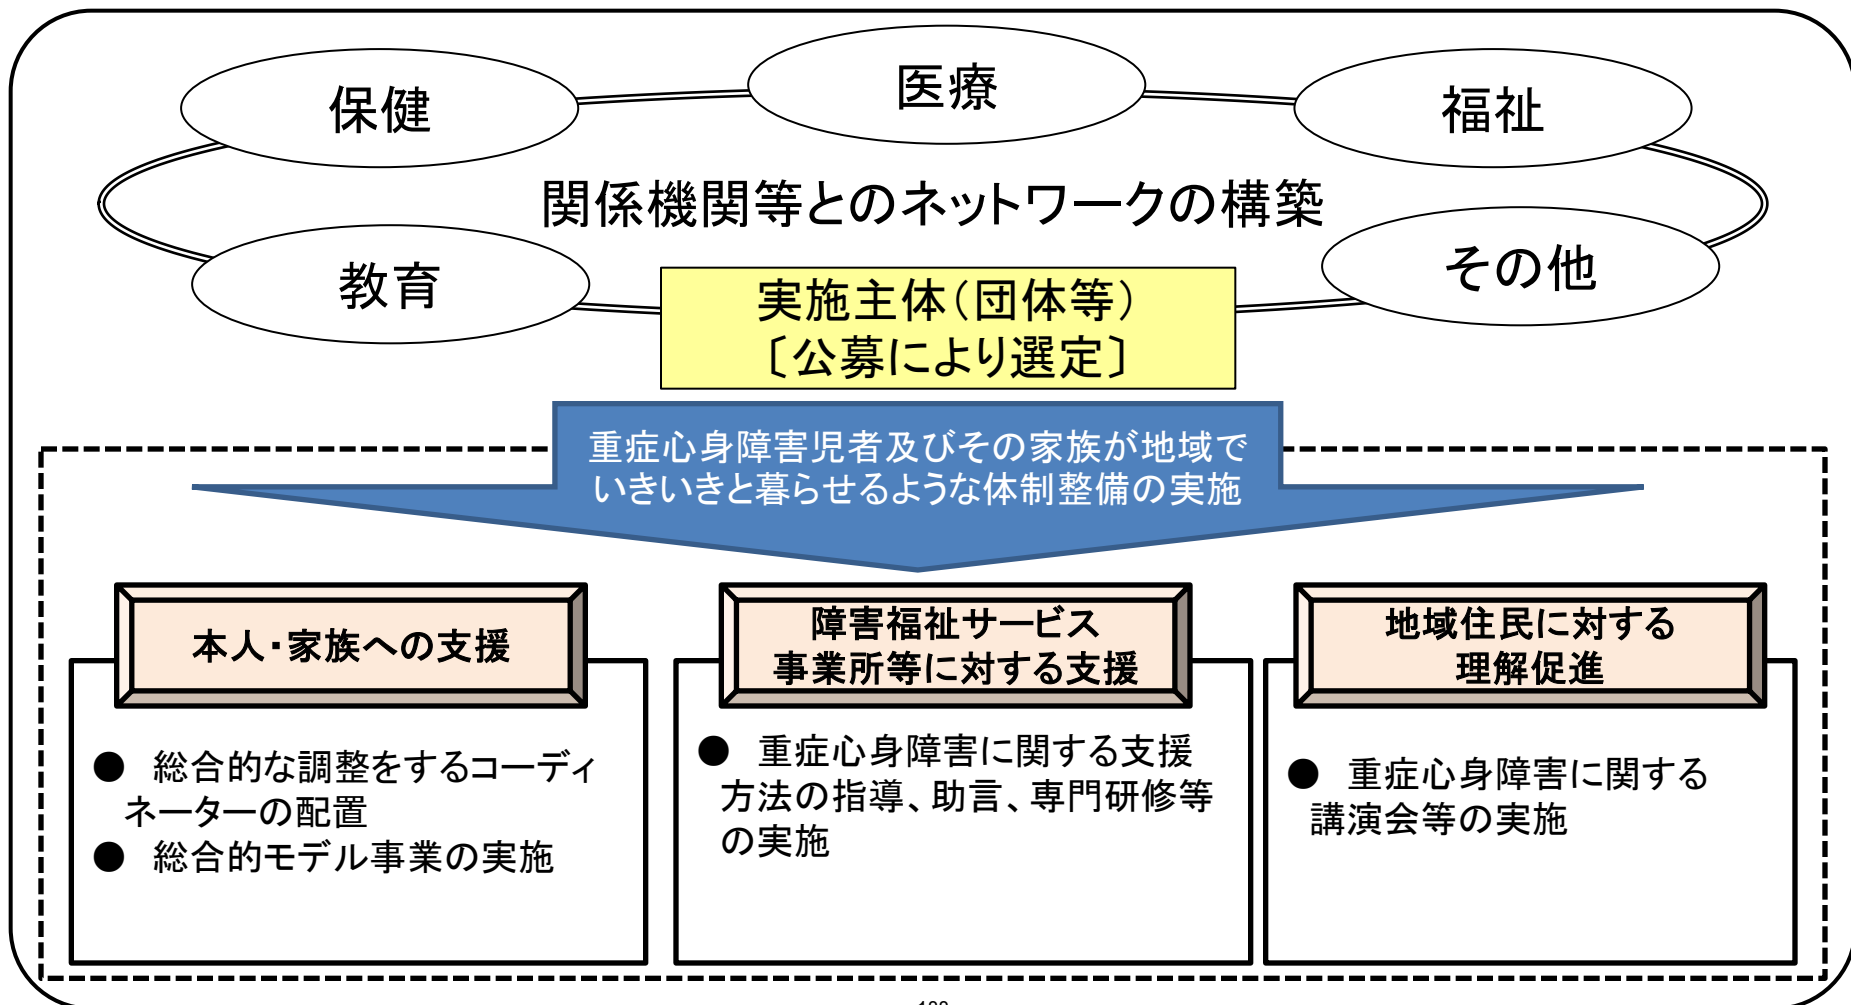 保健
医療
福祉
関係機関等とのネットワークの構築
教育
その他
実施主体（団体等）
〔公募により選定〕
重症心身障害児者及びその家族が地域で
いきいきと暮らせるような体制整備の実施
本人・家族への支援
● 総合的な調整をするコーディ
ネーターの配置
● 総合的モデル事業の実施
障害福祉サービス
事業所等に対する支援
● 重症心身障害に関する支援
方法の指導、助言、専門研修等
の実施
地域住民に対する
理解促進
● 重症心身障害に関する
講演会等の実施